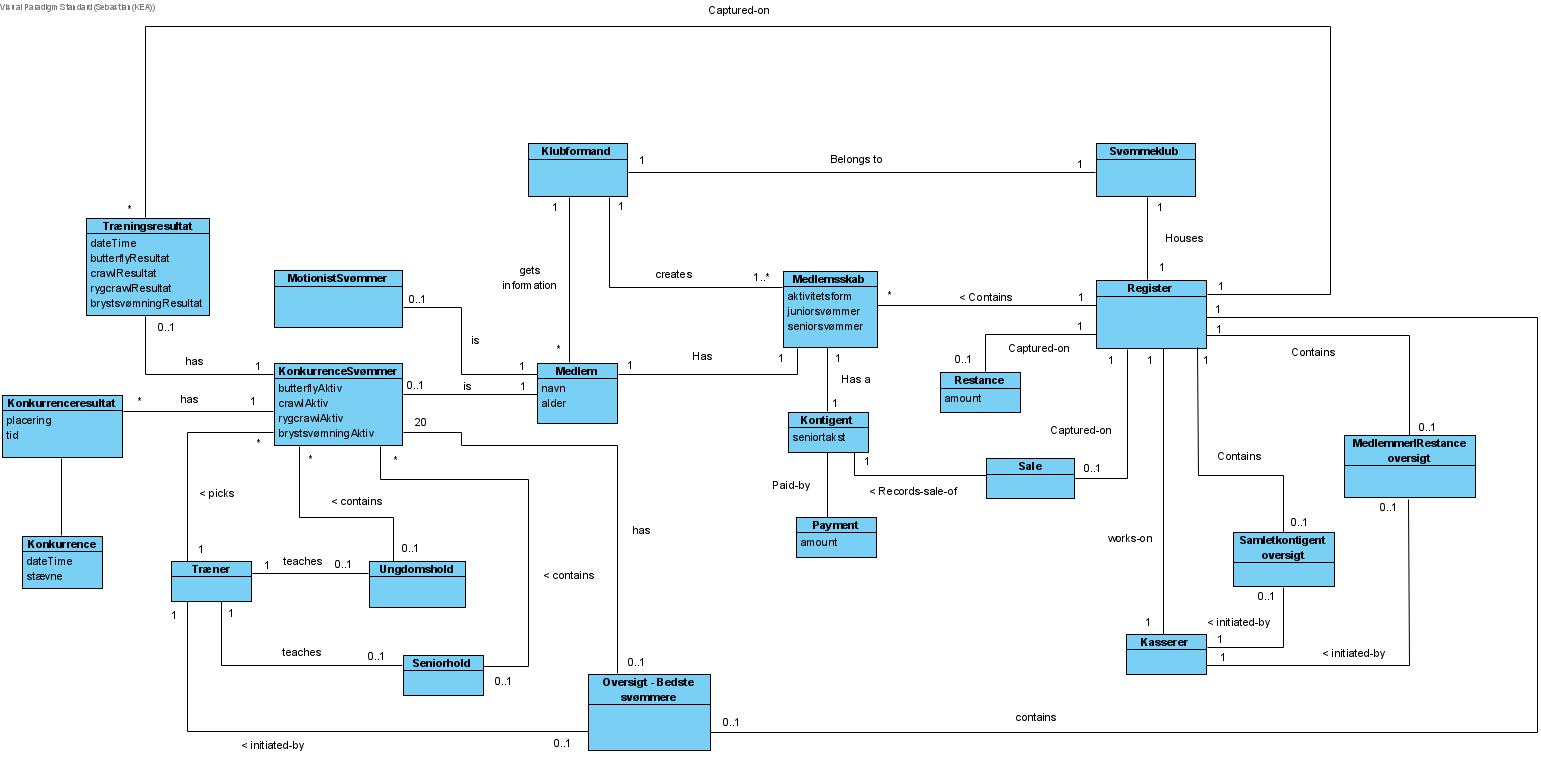 Visual Paradigm Standard (Sebastian (KEA))
Captured-on
Klubformand
1
Belongs to
1
Svømmeklub
1
1
1
Houses
1
*
Træningsresultat
dateTime
butterflyResultat
crawlResultat
rygcrawlResultat
brystsvømningResultat
0..1
MotionistSvømmer
0..1
gets
information
creates
1..*
Medlemsskab
aktivitetsform
juniorsvømmer
seniorsvømmer
*
< Contains
1
Register
1
1
1
1
Captured-on
0..1
Restance
amount
Contains
is
*
has
1
KonkurrenceSvømmer
butterflyAktiv
crawlAktiv
rygcrawlAktiv
brystsvømningAktiv
0..1
is
1
1
Medlem
navn
alder
1
Has
1
1
Has a
1
1
1
1
Konkurrenceresultat
placering
tid
*
has
1
20
*
*
*
Kontigent
seniortakst
1
Captured-on
Sale
0..1
0..1
MedlemmerIRestance
oversigt
0..1
Contains
< picks
< contains
Paid-by
< Records-sale-of
Payment
amount
has
works-on
0..1
Samletkontigent
oversigt
0..1
Konkurrence
dateTime
stævne
1
Træner
1
teaches
0..1
0..1
Ungdomshold
< contains
1
1
teaches
0..1
Seniorhold
0..1
0..1
Oversigt - Bedste
svømmere
1
< initiated-by
Kasserer
1
1
< initiated-by
0..1
contains
< initiated-by
0..1